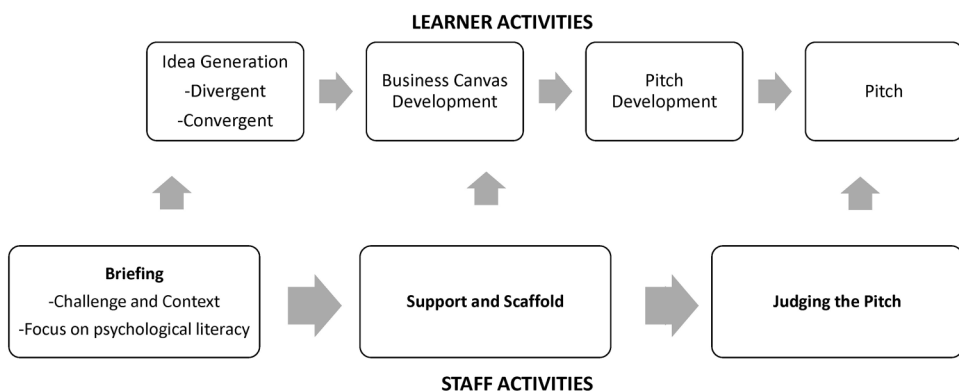 LEARNER ACTIVITIES
Idea Generation
-Divergent
-Convergent
Business Canvas
Development
Pitch
Development
Pitch
Briefing
-Challenge and Context
-Focus on psychological literacy
Support and Scaffold
Judging the Pitch
STAFF ACTIVITIES